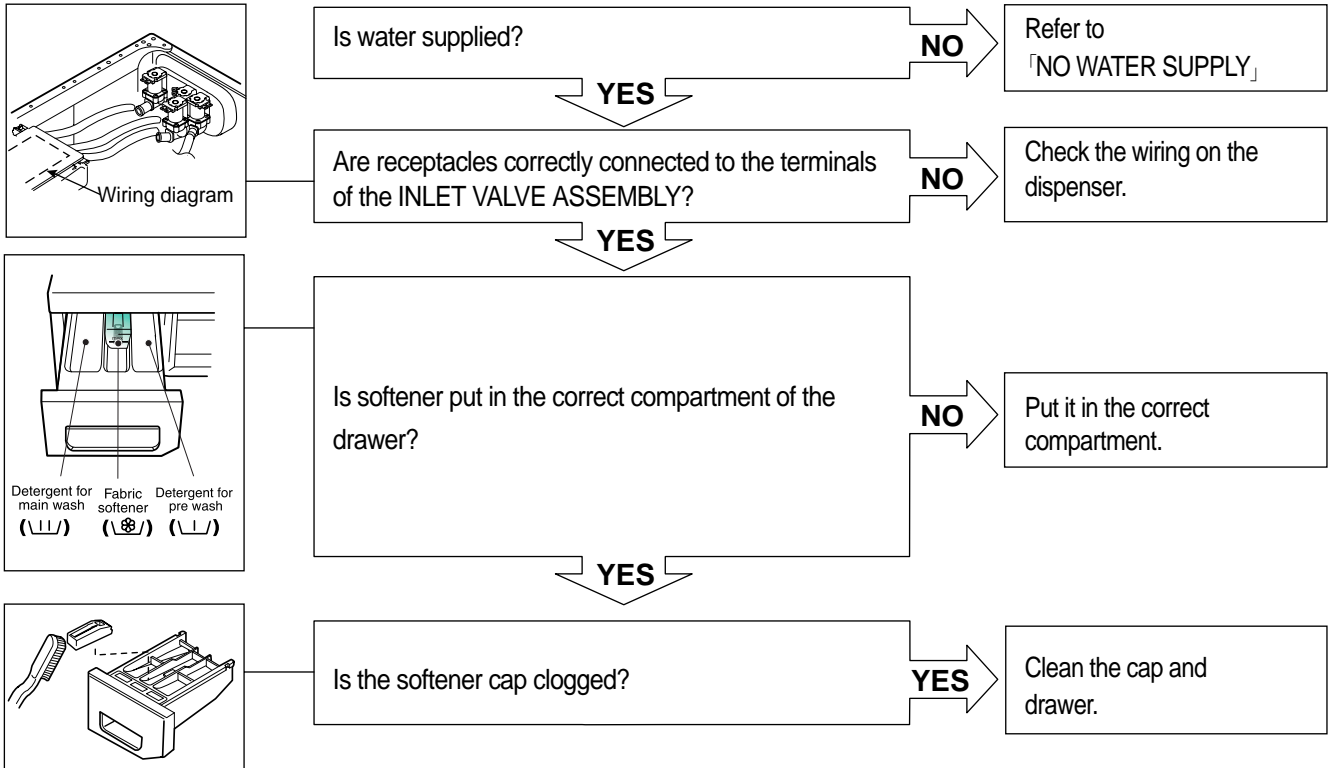 Is water supplied?
NO
Refer to
「NO WATER SUPPLY」
YES
Wiring diagram
Are receptacles correctly connected to the terminals
of the INLET VALVE ASSEMBLY?
NO
Check the wiring on the
dispenser.
YES
Detergent for
main wash
Fabric
softener
Detergent for
pre wash
Is softener put in the correct compartment of the
drawer?
NO
Put it in the correct
compartment.
YES
Is the softener cap clogged?
YES
Clean the cap and
drawer.